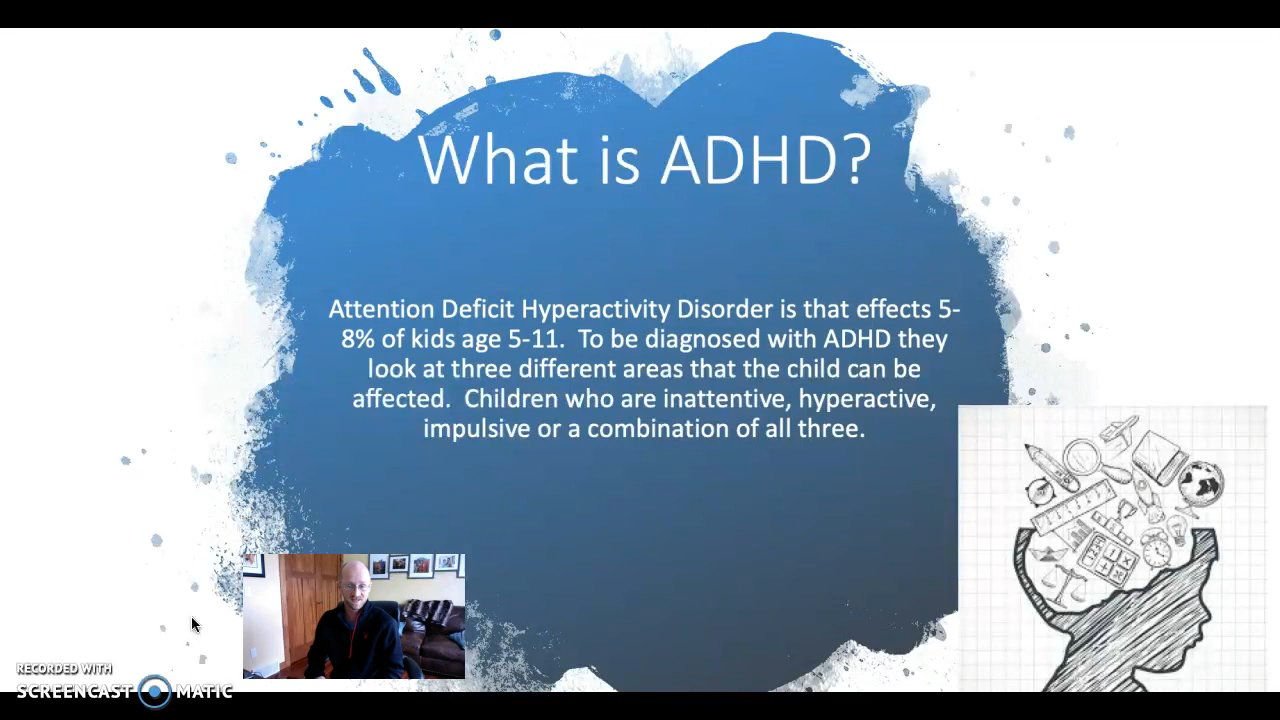 What is ADHD?
Attention Deficit Hyperactivity Disorder is that effects 5-
8% of kids age 5-11.  To be diagnosed with ADHD they
look at three different areas that the child can be
affected.  Children who are inattentive, hyperactive,
impulsive or a combination of all three.
RECORDED WITH
SCREENCAST MATIC